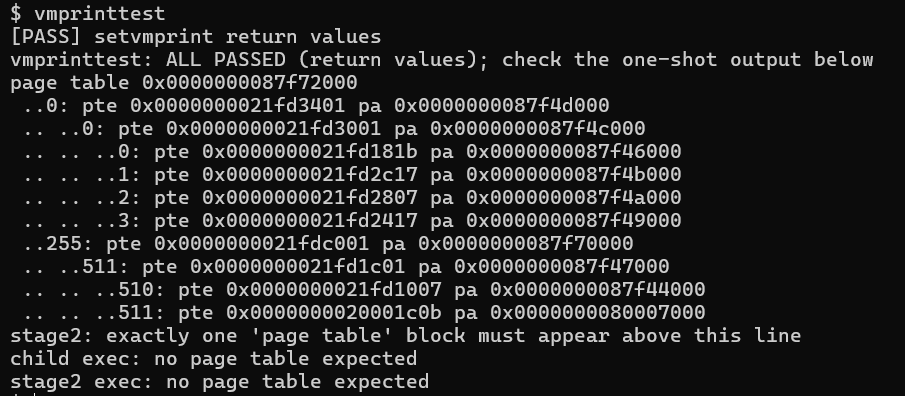 $ vmprinttest
[PASS] setvmprint return values
vmprinttest: ALL PASSED (return values); check the one-shot output below
page table 0x0000000087f72000
 ..0: pte 0x0000000021fd3401 pa 0x0000000087f4d000
 .. ..0: pte 0x0000000021fd3001 pa 0x0000000087f4c000
 .. .. ..0: pte 0x0000000021fd181b pa 0x0000000087f46000
 .. .. ..1: pte 0x0000000021fd2c17 pa 0x0000000087f4b000
 .. .. ..2: pte 0x0000000021fd2807 pa 0x0000000087f4a000
 .. .. ..3: pte 0x0000000021fd2417 pa 0x0000000087f49000
 ..255: pte 0x0000000021fdc001 pa 0x0000000087f70000
 .. ..511: pte 0x0000000021fd1c01 pa 0x0000000087f47000
 .. .. ..510: pte 0x0000000021fd1007 pa 0x0000000087f44000
 .. .. ..511: pte 0x0000000020001c0b pa 0x0000000080007000
stage2: exactly one 'page table' block must appear above this line
child exec: no page table expected
stage2 exec: no page table expected